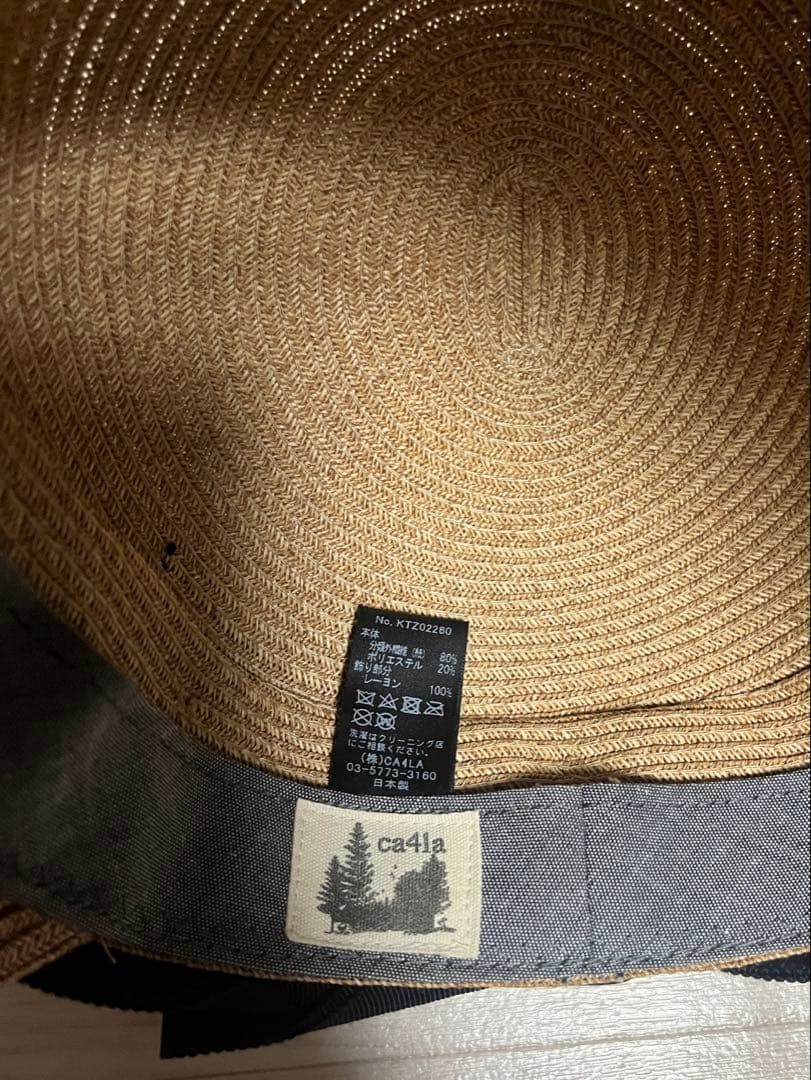 No. KTZ02260
本体
分類外繊維（紙） 80%
ポリエステル 20%
飾り部分
レーヨン 100%
洗濯はクリーニング店
にご相談ください。
(株)CA4LA
03-5773-3160
日本製
ca4la